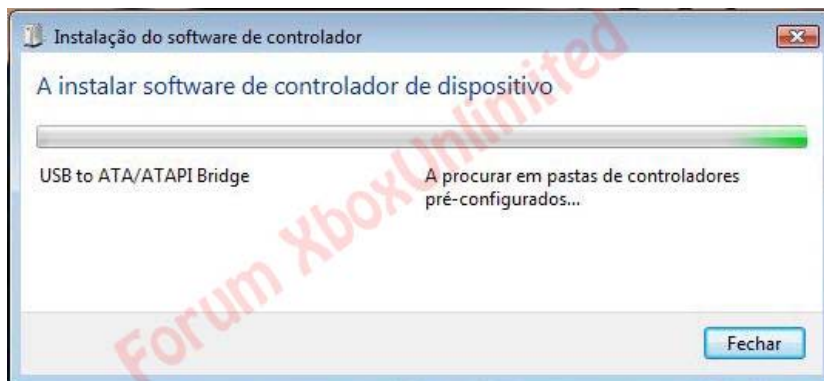 Instalação do software de controlador
A instalar software de controlador de dispositivo
USB to ATA/ATAPI Bridge
A procurar em pastas de controladores
pré-configurados...
Forum XboxUnlimited
Fechar